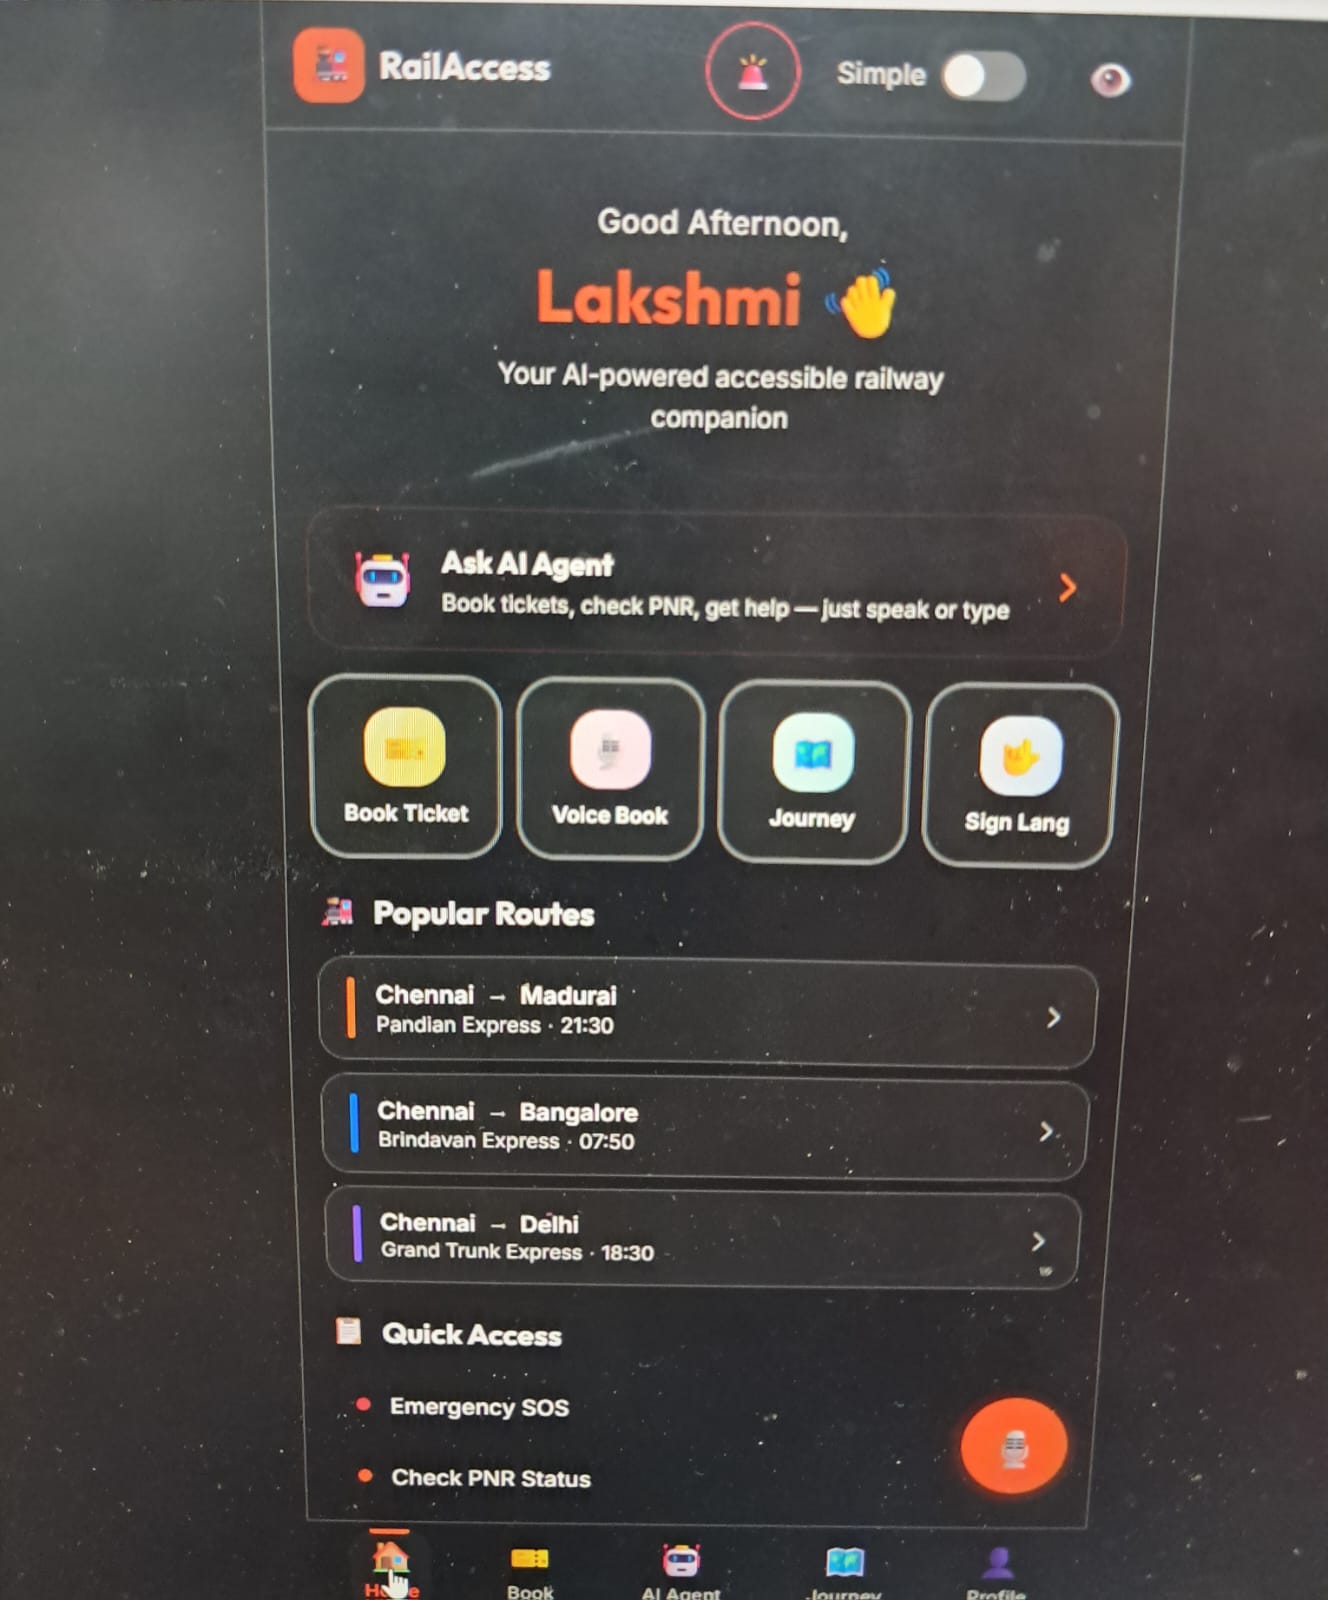 RailAccess
Simple
Good Afternoon,
Lakshmi
Your AI-powered accessible railway
companion
Ask AI Agent
Book tickets, check PNR, get help — just speak or type
Book Ticket
Voice Book
Journey
Sign Lang
Popular Routes
Chennai → Madurai
Pandian Express · 21:30
Chennai → Bangalore
Brindavan Express · 07:50
Chennai → Delhi
Grand Trunk Express · 18:30
Quick Access
Emergency SOS
Check PNR Status
Book
AI Agent
Journey
Profile